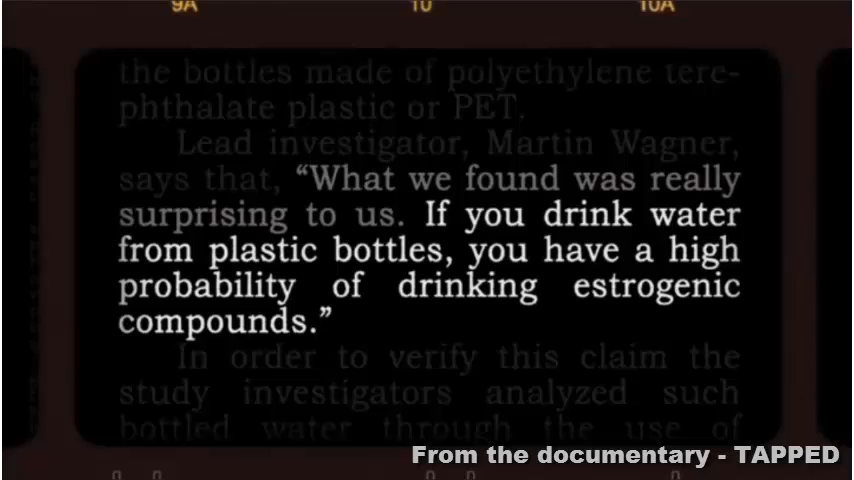 9A 10 10A
the bottles made of polyethylene tere-
phthalate plastic or PET.
Lead investigator, Martin Wagner,
says that, “What we found was really
surprising to us. If you drink water
from plastic bottles, you have a high
probability of drinking estrogenic
compounds.”
In order to verify this claim the
study investigators analyzed such
bottled water through the use of
From the documentary - TAPPED